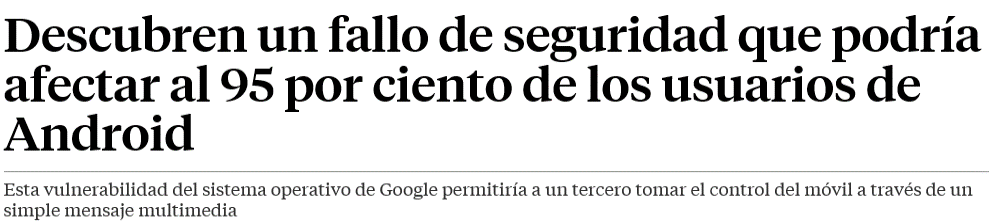 Descubren un fallo de seguridad que podría
afectar al 95 por ciento de los usuarios de
Android
Esta vulnerabilidad del sistema operativo de Google permitiría a un tercero tomar el control del móvil a través de un
simple mensaje multimedia